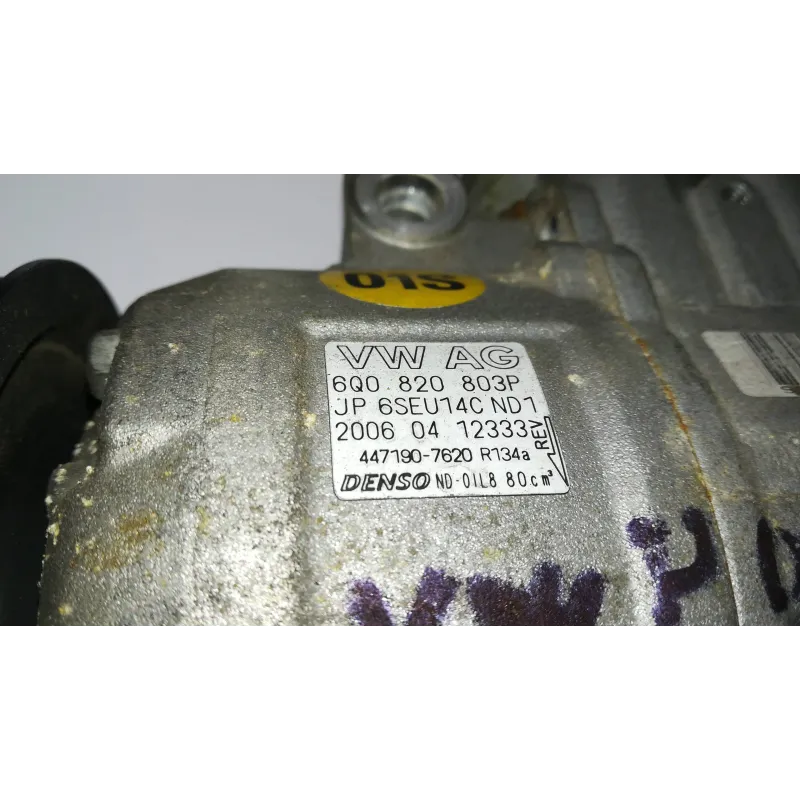 01S
VW AG
6Q0 820 803P
JP 6SEU14C ND1
2006 04 12333
REV
447190-7620 R134a
DENSO ND-OIL8 80cm³
VW P